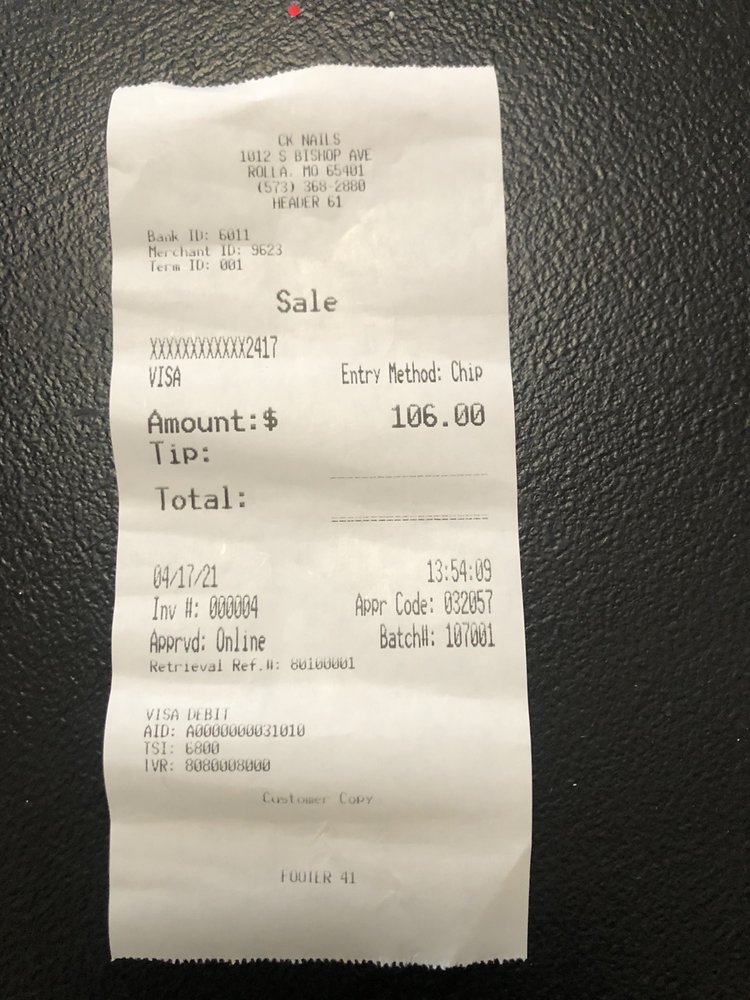 CK NAILS
1012 S BISHOP AVE
ROLLA. MO 65401
(573) 368-2880
HEADER 61
Bank ID: 6011
Merchant ID: 9623
Term ID: 001
Sale
XXXXXXXXXXXX2417
VISA Entry Method: Chip
Amount:$ 106.00
Tip:
Total:
04/17/21 13:54:09
Inv #: 000004 Appr Code: 032057
Apprvd: Online Batch#: 107001
Retrieval Ref.#: 80100001
VISA DEBIT
AID: A0000000031010
TSI: 6800
TVR: 8080008000
Customer Copy
FOOTER 41